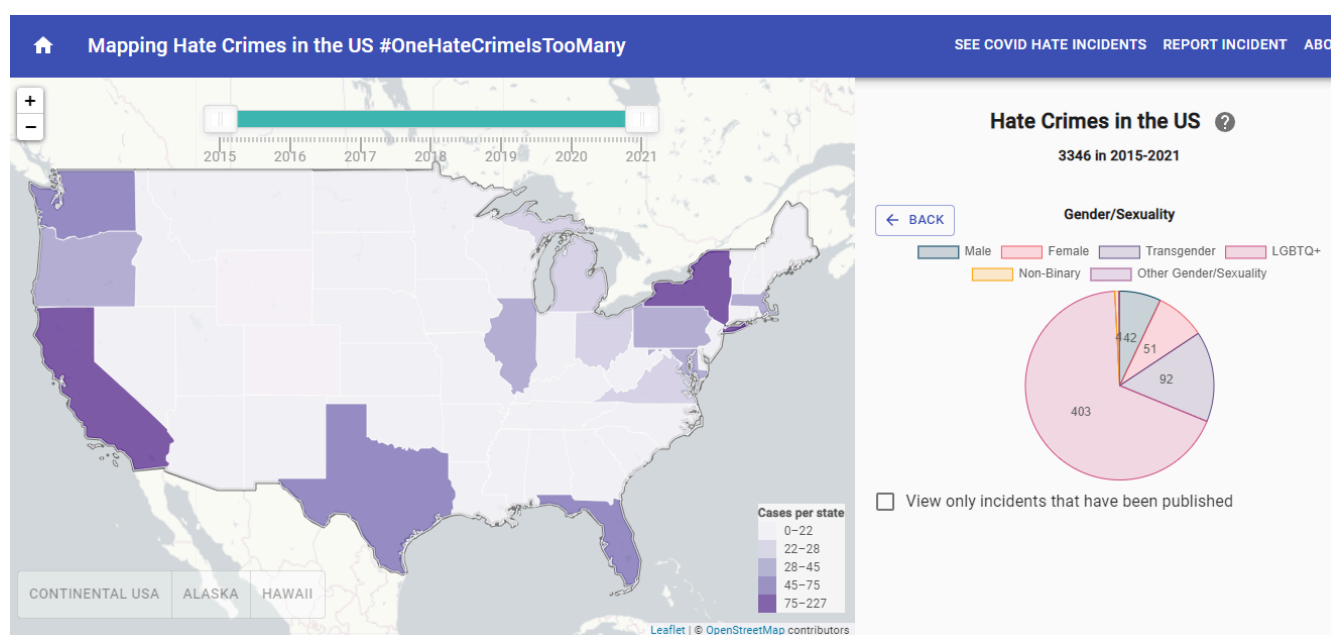 Mapping Hate Crimes in the US #OneHateCrimeIsTooMany
SEE COVID HATE INCIDENTS REPORT INCIDENT ABO
+
−
2015 2016 2017 2018 2019 2020 2021
Hate Crimes in the US ?
3346 in 2015-2021
← BACK
Gender/Sexuality
Male Female Transgender LGBTQ+
Non-Binary Other Gender/Sexuality
4 42
51
92
403
View only incidents that have been published
Cases per state
0–22
22–28
28–45
45–75
75–227
CONTINENTAL USA ALASKA HAWAII
Leaflet | © OpenStreetMap contributors